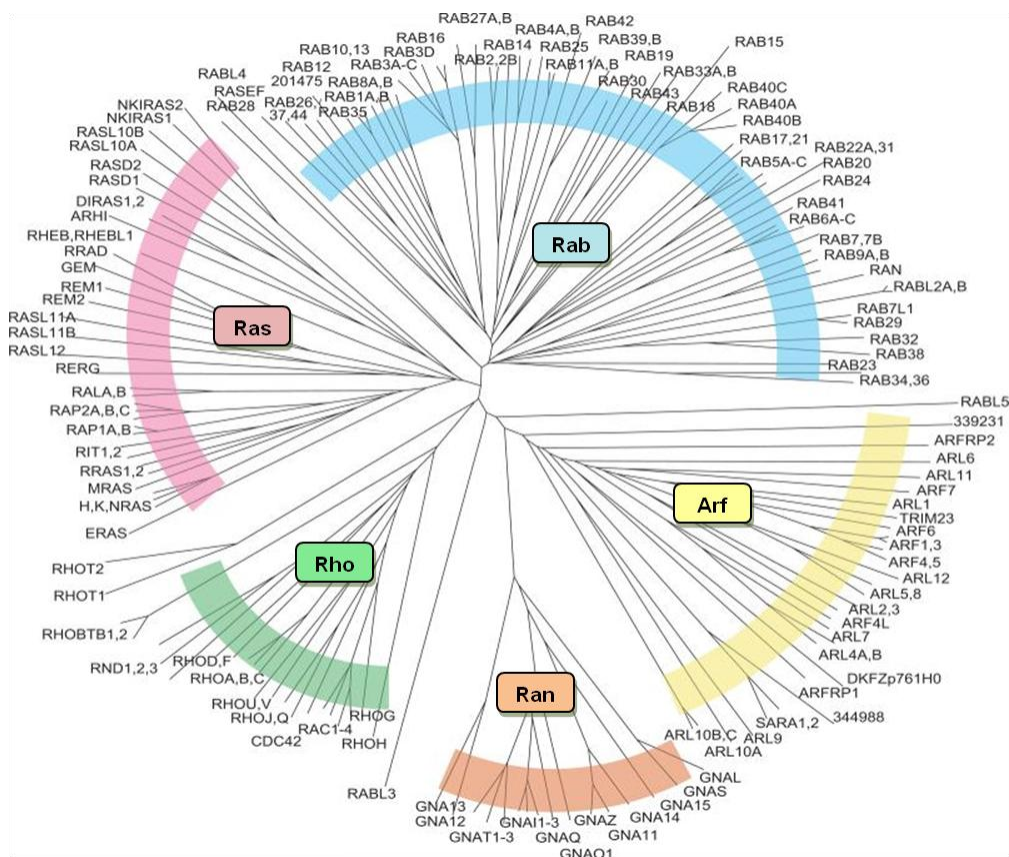 RAB27A,B
RAB42
RAB4A,B
RAB16
RAB14
RAB39,B
RAB15
RAB10,13
RAB3D
RAB25
RAB19
RAB12
RAB3A-C
RAB2,2B
RAB11A,B
RAB33A,B
RABL4
201475
RAB8A,B
RAB30
RAB40C
RASEF
RAB26,
RAB1A,B
RAB43
RAB40A
NKIRAS2
RAB28
37,44
RAB35
RAB18
RAB40B
NKIRAS1
RASL10B
RAB17,21
RASL10A
RAB22A,31
RASD2
RAB5A-C
RAB20
RASD1
RAB24
DIRAS1,2
RAB41
ARHI
RAB6A-C
RHEB,RHEBL1
Rab
RAB7,7B
RRAD
RAB9A,B
GEM
RAN
REM1
RABL2A,B
REM2
RAB7L1
RASL11A
Ras
RAB29
RASL11B
RAB32
RASL12
RAB38
RERG
RAB23
RAB34,36
RALA,B
RABL5
RAP2A,B,C
339231
RAP1A,B
ARFRP2
RIT1,2
ARL6
RRAS1,2
ARL11
MRAS
ARF7
H,K,NRAS
Arf
ARL1
TRIM23
ERAS
ARF6
ARF1,3
RHOT2
Rho
ARF4,5
ARL12
RHOT1
ARL5,8
ARL2,3
RHOBTB1,2
ARF4L
ARL7
RND1,2,3
RHOD,F
ARL4A,B
RHOA,B,C
DKFZp761H0
RHOU,V
Ran
ARFRP1
RHOJ,Q
RHOG
344988
RAC1-4
SARA1,2
CDC42
RHOH
ARL10B,C
ARL9
ARL10A
RABL3
GNAL
GNAS
GNA13
GNA15
GNA12
GNAI1-3
GNAZ
GNA14
GNAT1-3
GNAQ
GNA11
GNAO1